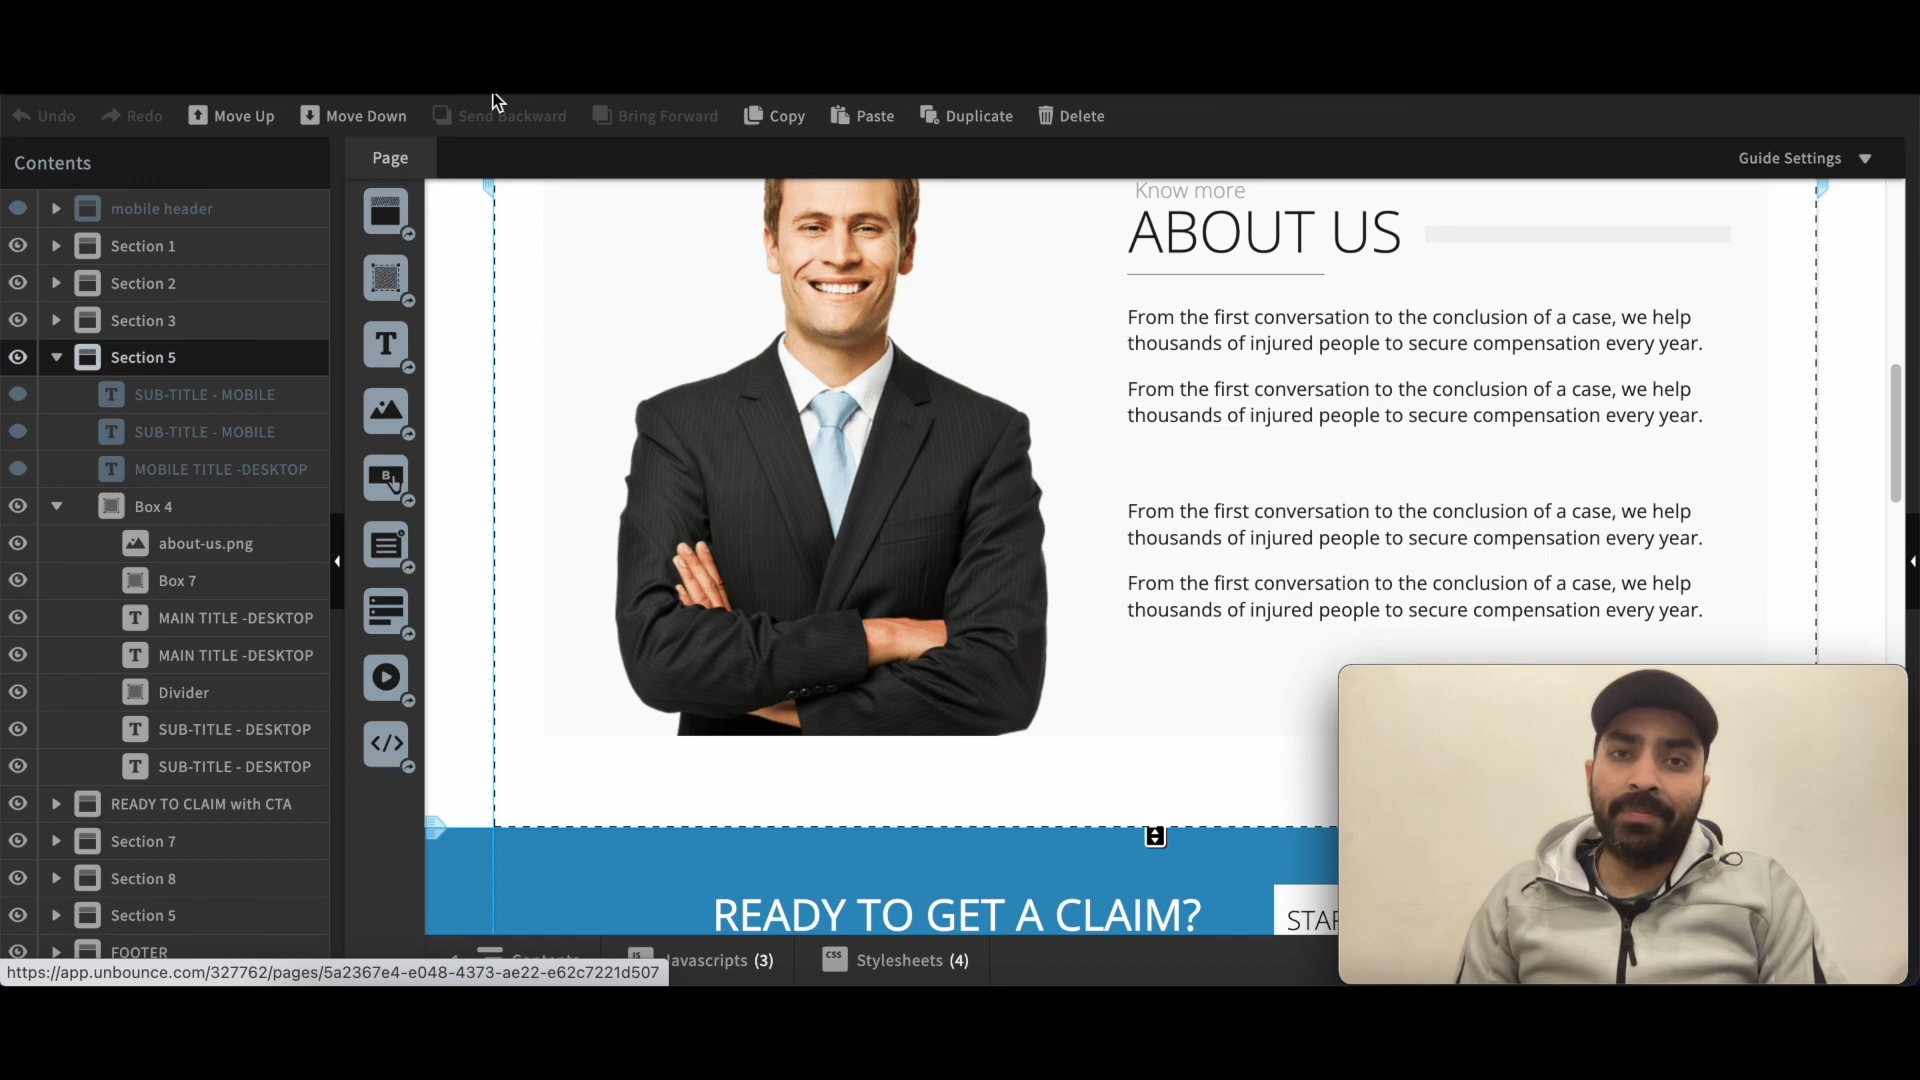 Undo
Redo
Move Up
Move Down
Send Backward
Bring Forward
Copy
Paste
Duplicate
Delete
Contents
Page
Guide Settings
mobile header
Section 1
Section 2
Section 3
Section 5
SUB-TITLE - MOBILE
SUB-TITLE - MOBILE
MOBILE TITLE -DESKTOP
Box 4
about-us.png
Box 7
MAIN TITLE -DESKTOP
MAIN TITLE -DESKTOP
Divider
SUB-TITLE - DESKTOP
SUB-TITLE - DESKTOP
READY TO CLAIM with CTA
Section 7
Section 8
Section 5
FOOTER
T
B
</>
Know more
ABOUT US
From the first conversation to the conclusion of a case, we help
thousands of injured people to secure compensation every year.
From the first conversation to the conclusion of a case, we help
thousands of injured people to secure compensation every year.
From the first conversation to the conclusion of a case, we help
thousands of injured people to secure compensation every year.
From the first conversation to the conclusion of a case, we help
thousands of injured people to secure compensation every year.
READY TO GET A CLAIM?
STAR
Contents
JS Javascripts (3)
CSS Stylesheets (4)
https://app.unbounce.com/327762/pages/5a2367e4-e048-4373-ae22-e62c7221d507